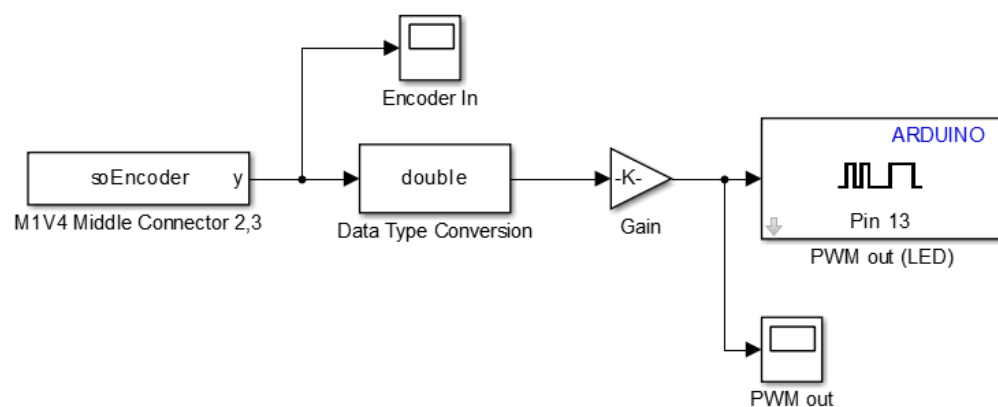 Encoder In
soEncoder
y
M1V4 Middle Connector 2,3
double
Data Type Conversion
-K-
Gain
ARDUINO
Pin 13
PWM out (LED)
PWM out